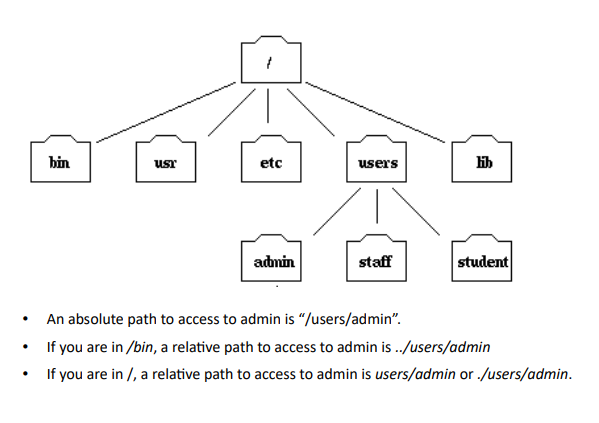 /
bin usr etc users lib
admin staff student
• An absolute path to access to admin is “/users/admin”.
• If you are in /bin, a relative path to access to admin is ../users/admin
• If you are in /, a relative path to access to admin is users/admin or ./users/admin.